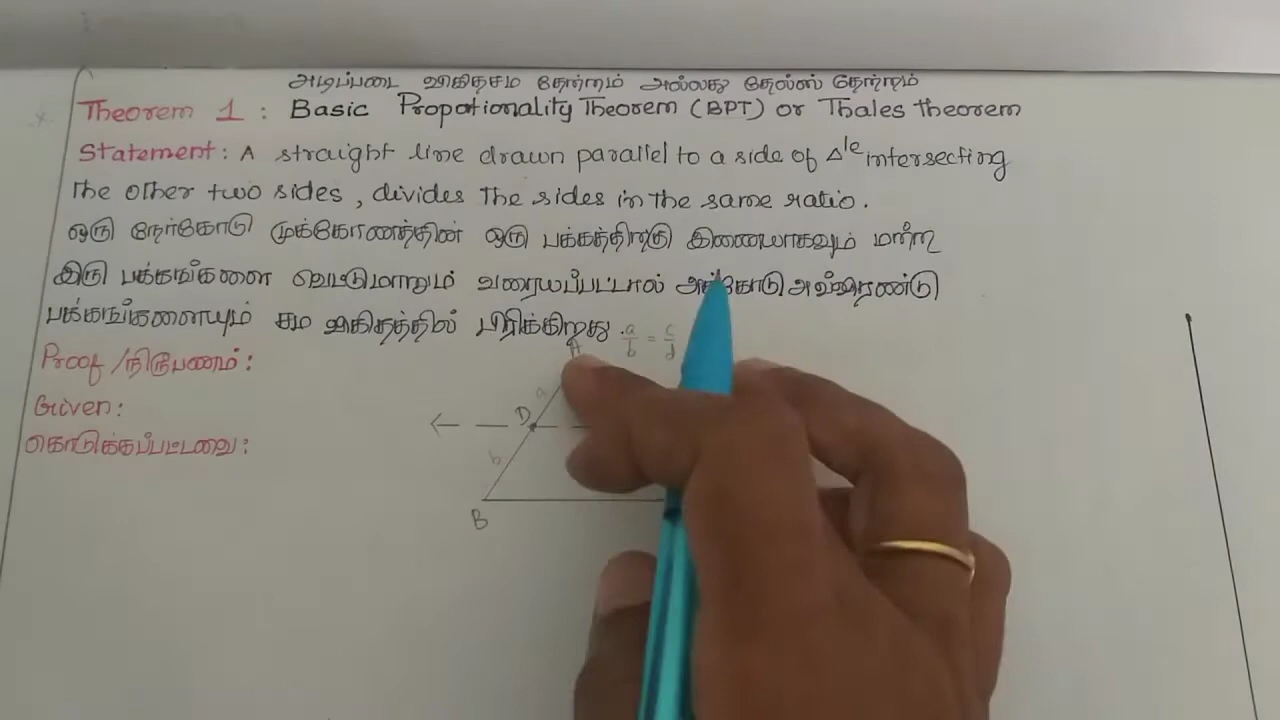 அடிப்படை விகிதசம தேற்றம் அல்லது தேல்ஸ் தேற்றம்
Theorem 1 : Basic Propotionality Theorem (BPT) or Thales theorem
Statement : A straight line drawn parallel to a side of Δle intersecting
the other two sides, divides the sides in the same ratio.
ஒரு நேர்கோடு முக்கோணத்தின் ஒரு பக்கத்திற்கு இணையாகவும் மற்ற
இரு பக்கங்களை வெட்டுமாறும் வரையப்பட்டால் அக்கோடு அவ்விரண்டு
பக்கங்களையும் சம விகிதத்தில் பிரிக்கிறது.
a/b = c/d
A
Proof /நிரூபணம் :
a
Given :
D
கொடுக்கப்பட்டவை :
b
B